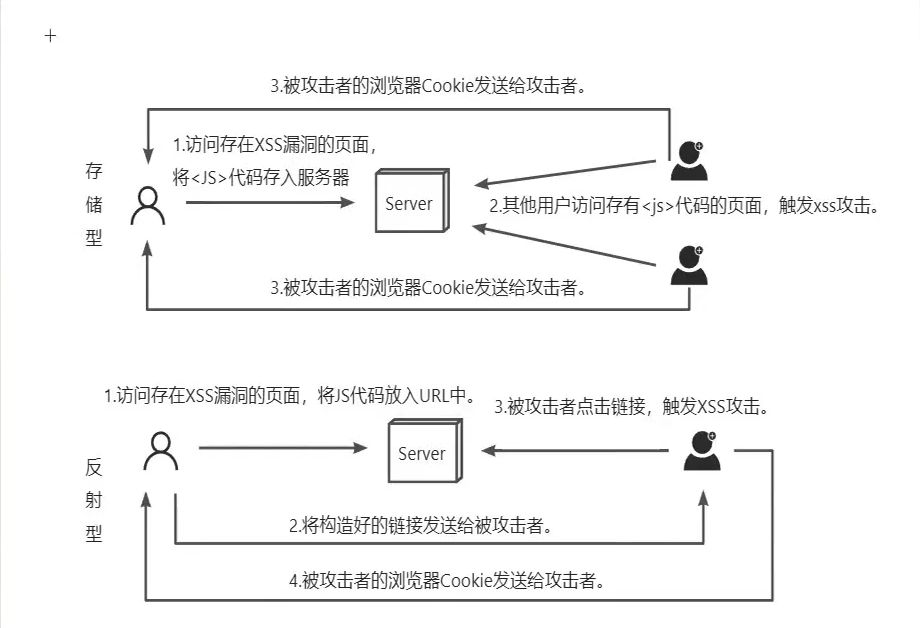 3.被攻击者的浏览器Cookie发送给攻击者。
1.访问存在XSS漏洞的页面,
将<JS>代码存入服务器
存
储
型
Server
2.其他用户访问存有<js>代码的页面，触发xss攻击。
3.被攻击者的浏览器Cookie发送给攻击者。
1.访问存在XSS漏洞的页面，将JS代码放入URL中。
3.被攻击者点击链接，触发XSS攻击。
反
射
型
Server
2.将构造好的链接发送给被攻击者。
4.被攻击者的浏览器Cookie发送给攻击者。